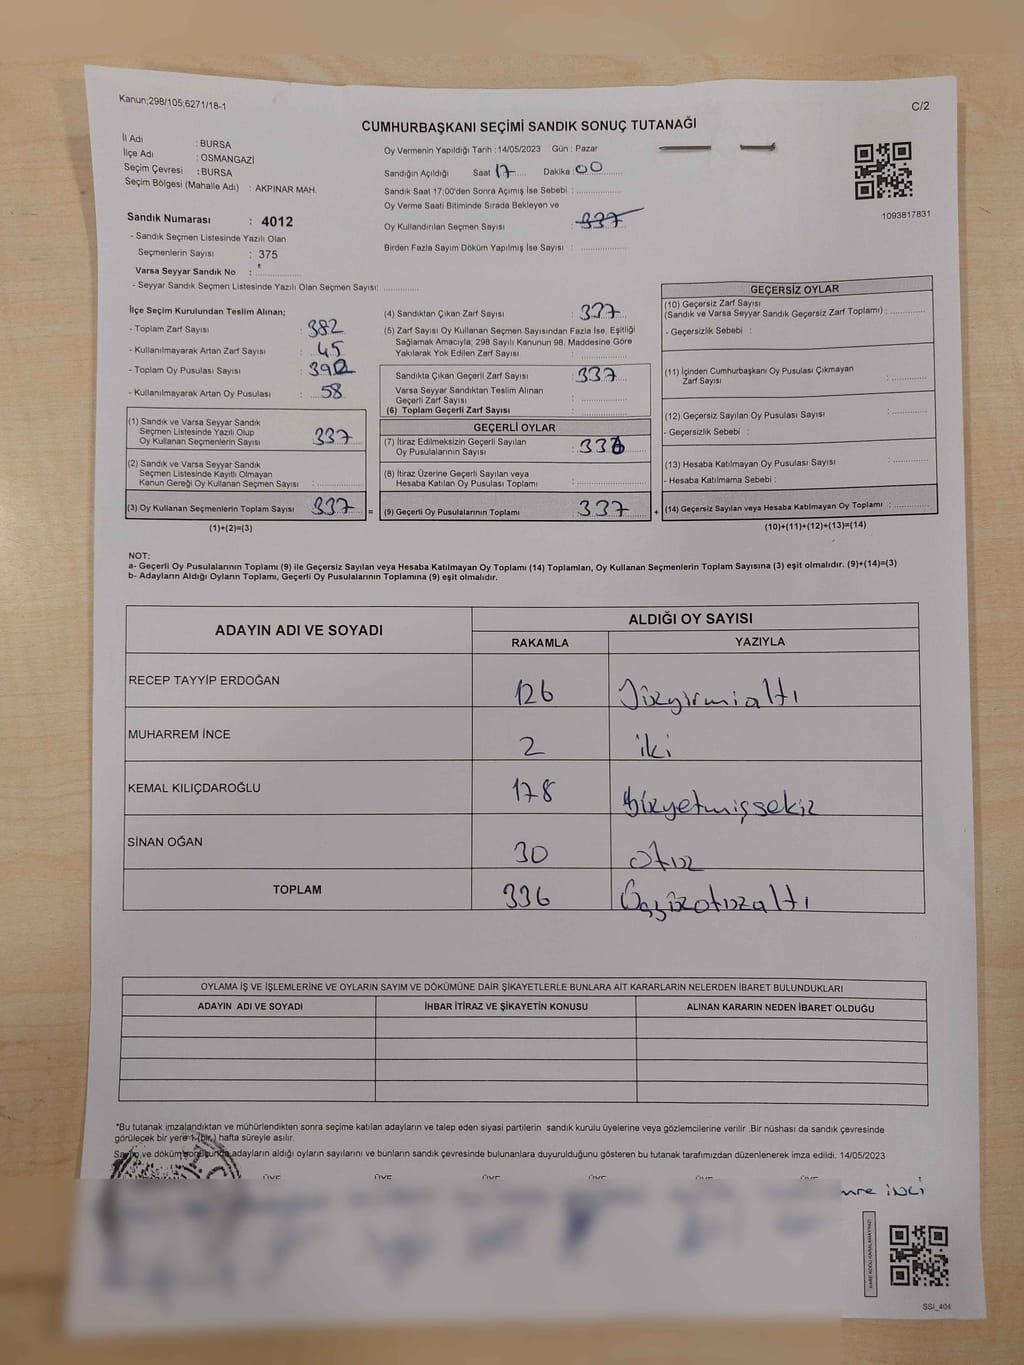 Kanun;298/105;6271/18-1
C/2
CUMHURBAŞKANI SEÇİMİ SANDIK SONUÇ TUTANAĞI
İl Adı : BURSA
İlçe Adı : OSMANGAZİ
Seçim Çevresi : BURSA
Seçim Bölgesi (Mahalle Adı) : AKPINAR MAH.
Oy Vermenin Yapıldığı Tarih : 14/05/2023 Gün : Pazar
Sandığın Açıldığı Saat 17 Dakika : 00
Sandık Saat 17:00'den Sonra Açımış İse Sebebi :
Oy Verme Saati Bitiminde Sırada Bekleyen ve
Oy Kullandırılan Seçmen Sayısı : 337
Birden Fazla Sayım Döküm Yapılmış İse Sayısı :
1093817831
Sandık Numarası : 4012
- Sandık Seçmen Listesinde Yazılı Olan
Seçmenlerin Sayısı : 375
Varsa Seyyar Sandık No :
- Seyyar Sandık Seçmen Listesinde Yazılı Olan Seçmen Sayısı:
İlçe Seçim Kurulundan Teslim Alınan;
- Toplam Zarf Sayısı : 382
- Kullanılmayarak Artan Zarf Sayısı : 45
- Toplam Oy Pusulası Sayısı : 392
- Kullanılmayarak Artan Oy Pusulası : 58
(1) Sandık ve Varsa Seyyar Sandık
Seçmen Listesinde Yazılı Olup
Oy Kullanan Seçmenlerin Sayısı : 337
(2) Sandık ve Varsa Seyyar Sandık
Seçmen Listesinde Kayıtlı Olmayan
Kanun Gereği Oy Kullanan Seçmen Sayısı :
(3) Oy Kullanan Seçmenlerin Toplam Sayısı : 337 =
(1)+(2)=(3)
(4) Sandıktan Çıkan Zarf Sayısı : 337
(5) Zarf Sayısı Oy Kullanan Seçmen Sayısından Fazla İse, Eşitliği
Sağlamak Amacıyla; 298 Sayılı Kanunun 98. Maddesine Göre
Yakılarak Yok Edilen Zarf Sayısı :
Sandıkta Çıkan Geçerli Zarf Sayısı : 337
Varsa Seyyar Sandıktan Teslim Alınan
Geçerli Zarf Sayısı :
(6) Toplam Geçerli Zarf Sayısı :
GEÇERLİ OYLAR
(7) İtiraz Edilmeksizin Geçerli Sayılan
Oy Pusulalarının Sayısı : 336
(8) İtiraz Üzerine Geçerli Sayılan veya
Hesaba Katılan Oy Pusulası Toplamı :
(9) Geçerli Oy Pusulalarının Toplamı : 337 +
GEÇERSİZ OYLAR
(10) Geçersiz Zarf Sayısı
(Sandık ve Varsa Seyyar Sandık Geçersiz Zarf Toplamı) :
- Geçersizlik Sebebi :
(11) İçinden Cumhurbaşkanı Oy Pusulası Çıkmayan
Zarf Sayısı :
(12) Geçersiz Sayılan Oy Pusulası Sayısı :
- Geçersizlik Sebebi :
(13) Hesaba Katılmayan Oy Pusulası Sayısı :
- Hesaba Katılmama Sebebi :
(14) Geçersiz Sayılan veya Hesaba Katılmayan Oy Toplamı :
(10)+(11)+(12)+(13)=(14)
NOT:
a- Geçerli Oy Pusulalarının Toplamı (9) ile Geçersiz Sayılan veya Hesaba Katılmayan Oy Toplamı (14) Toplamları, Oy Kullanan Seçmenlerin Toplam Sayısına (3) eşit olmalıdır. (9)+(14)=(3)
b- Adayların Aldığı Oyların Toplamı, Geçerli Oy Pusulalarının Toplamına (9) eşit olmalıdır.
ADAYIN ADI VE SOYADI
ALDIĞI OY SAYISI
RAKAMLA YAZIYLA
RECEP TAYYİP ERDOĞAN 126 Yüzyirmialtı
MUHARREM İNCE 2 iki
KEMAL KILIÇDAROĞLU 178 Yüzyetmişsekiz
SİNAN OĞAN 30 otuz
TOPLAM 336 Üçyüzotuzaltı
OYLAMA İŞ VE İŞLEMLERİNE VE OYLARIN SAYIM VE DÖKÜMÜNE DAİR ŞİKAYETLERLE BUNLARA AİT KARARLARIN NELERDEN İBARET BULUNDUKLARI
ADAYIN ADI VE SOYADI İHBAR İTİRAZ VE ŞİKAYETİN KONUSU ALINAN KARARIN NEDEN İBARET OLDUĞU
*Bu tutanak imzalandıktan ve mühürlendikten sonra seçime katılan adayların ve talep eden siyasi partilerin sandık kurulu üyelerine veya gözlemcilerine verilir .Bir nüshası da sandık çevresinde
görülecek bir yere 1 (bir,) hafta süreyle asılır.
Sayım ve döküm sonucunda adayların aldığı oyların sayılarını ve bunların sandık çevresinde bulunanlara duyurulduğunu gösteren bu tutanak tarafımızdan düzenlenerek imza edildi. 14/05/2023
ÜYE ÜYE ÜYE ÜYE ÜYE ÜYE
inci
SSI_404